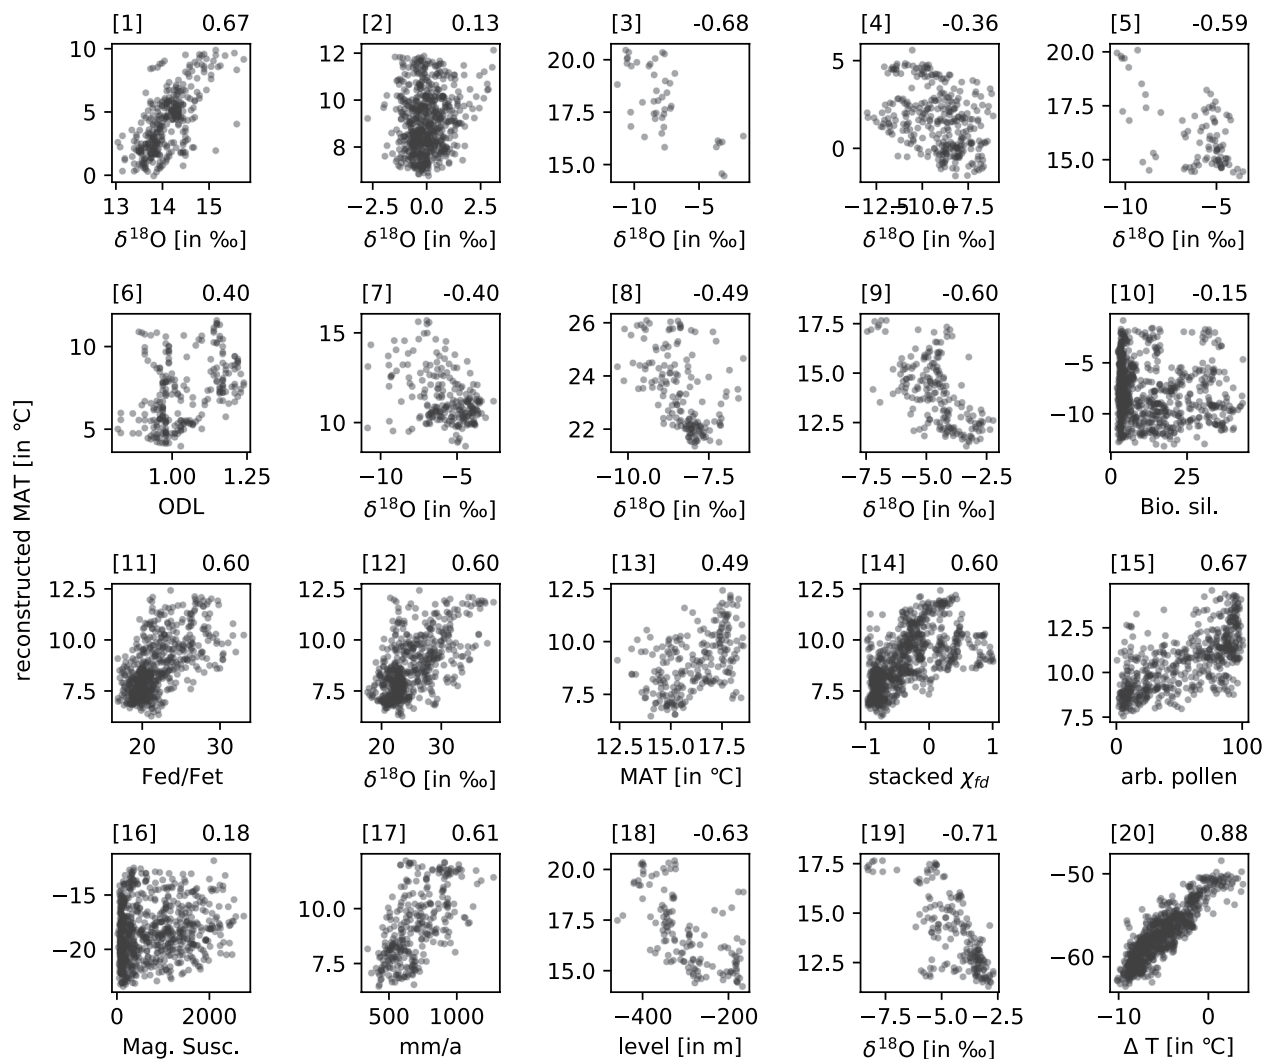 [1] 0.67 [2] 0.13 [3] -0.68 [4] -0.36 [5] -0.59
10 12 20.0 5 20.0
5 10 17.5 0 17.5
0 8 15.0 15.0
13 14 15 −2.5 0.0 2.5 −10 −5 −12.5 −10.0 −7.5 −10 −5
δ18O [in ‰] δ18O [in ‰] δ18O [in ‰] δ18O [in ‰] δ18O [in ‰]
reconstructed MAT [in °C]
[6] 0.40 [7] -0.40 [8] -0.49 [9] -0.60 [10] -0.15
10 15 26 17.5 −5
5 10 24 15.0 −10
22 12.5
1.00 1.25 −10 −5 −10.0 −7.5 −7.5 −5.0 −2.5 0 25
ODL δ18O [in ‰] δ18O [in ‰] δ18O [in ‰] Bio. sil.
[11] 0.60 [12] 0.60 [13] 0.49 [14] 0.60 [15] 0.67
12.5 12.5 12.5 12.5 12.5
10.0 10.0 10.0 10.0 10.0
7.5 7.5 7.5 7.5 7.5
20 30 20 30 12.5 15.0 17.5 −1 0 1 0 100
Fed/Fet δ18O [in ‰] MAT [in °C] stacked χfd arb. pollen
[16] 0.18 [17] 0.61 [18] -0.63 [19] -0.71 [20] 0.88
−15 10.0 20.0 17.5 −50
−20 7.5 17.5 15.0 −60
15.0 12.5
0 2000 500 1000 −400 −200 −7.5 −5.0 −2.5 −10 0
Mag. Susc. mm/a level [in m] δ18O [in ‰] Δ T [in °C]